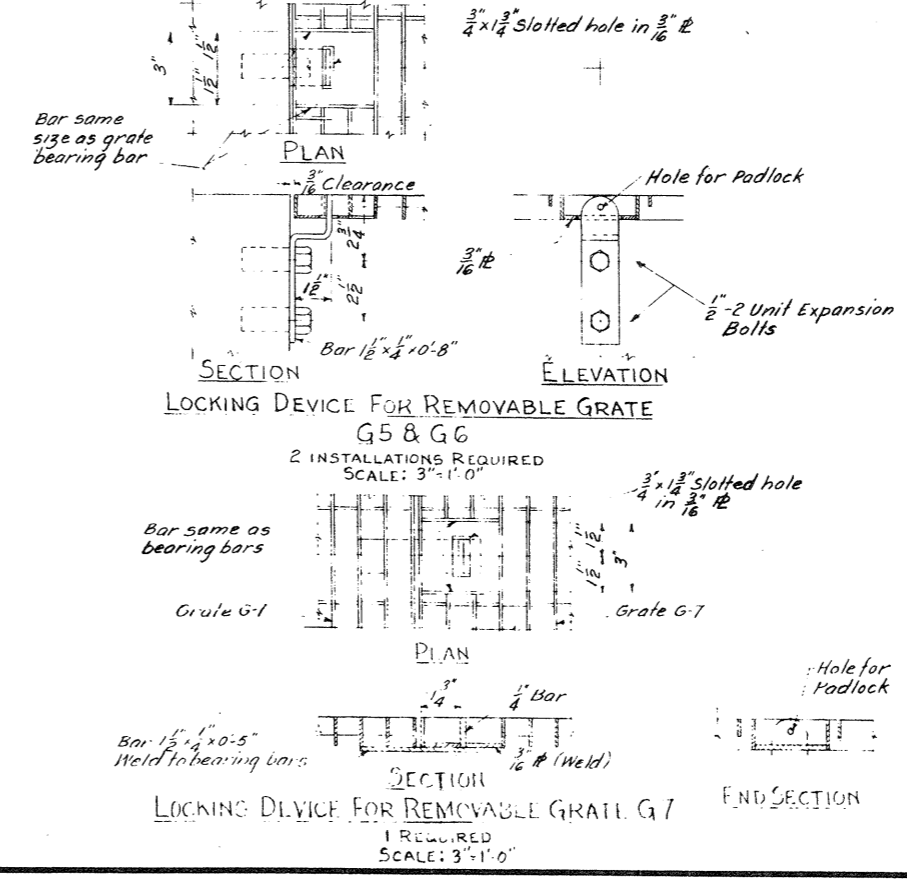 3/4" x 1 3/4" Slotted hole in 3/16" ℄
3"
1 1/2"
1 1/2"
Bar same
size as grate
bearing bar
PLAN
3/16" Clearance
Hole for Padlock
2 3/4"
3/16" ℄
1 1/2"
2 1/2"
1/2"-2 Unit Expansion
Bolts
Bar 1 1/2" x 1/4" x 0'-8"
SECTION
ELEVATION
LOCKING DEVICE FOR REMOVABLE GRATE
G5 & G6
2 INSTALLATIONS REQUIRED
SCALE: 3"=1'-0"
3/4" x 1 3/4" Slotted hole
in 3/16" ℄
Bar same as
bearing bars
1 1/2"
1 1/2"
3"
Grate G-1
Grate G-7
PLAN
Hole for
Padlock
1 3/4"
1/4" Bar
Bar 1 1/2" x 1/4" x 0'-5"
Weld to bearing bars
3/16" ℄ (Weld)
SECTION
END SECTION
LOCKING DEVICE FOR REMOVABLE GRATE G7
1 REQUIRED
SCALE: 3"=1'-0"